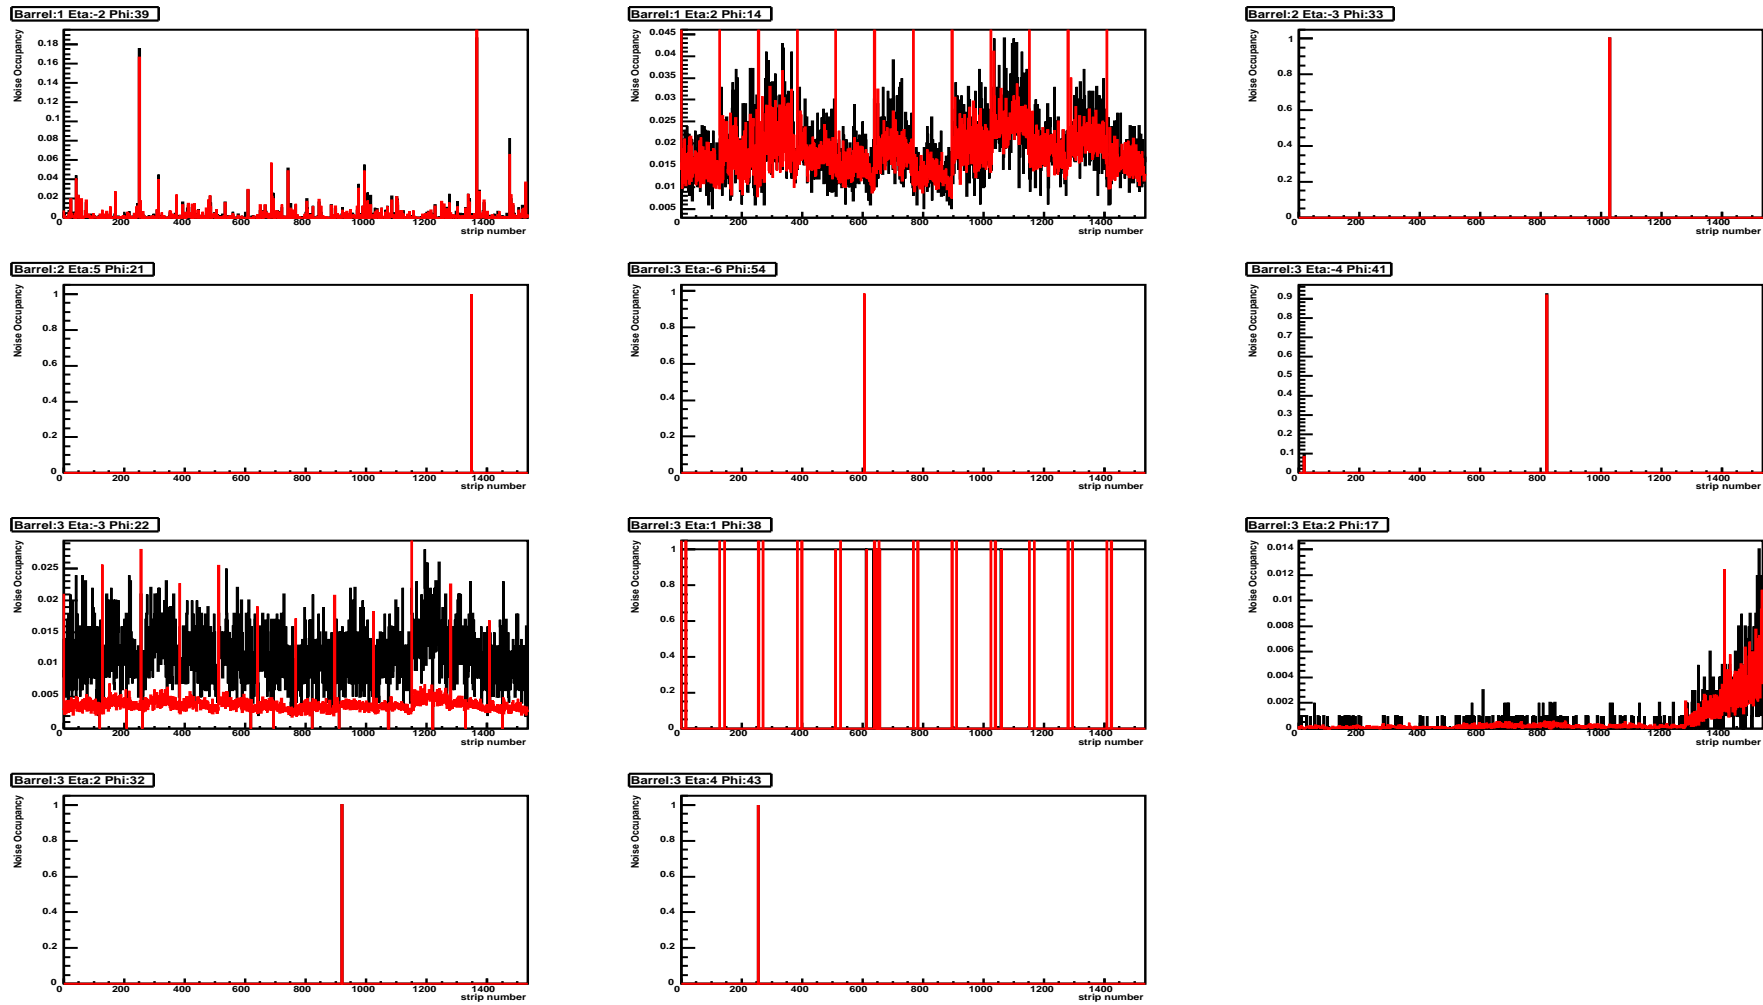 Barrel:1 Eta:-2 Phi:39
Noise Occupancy
0.18
0.16
0.14
0.12
0.1
0.08
0.06
0.04
0.02
0
0 200 400 600 800 1000 1200 1400
strip number
Barrel:1 Eta:2 Phi:14
Noise Occupancy
0.045
0.04
0.035
0.03
0.025
0.02
0.015
0.01
0.005
0 200 400 600 800 1000 1200 1400
strip number
Barrel:2 Eta:-3 Phi:33
Noise Occupancy
1
0.8
0.6
0.4
0.2
0
0 200 400 600 800 1000 1200 1400
strip number
Barrel:2 Eta:5 Phi:21
Noise Occupancy
1
0.8
0.6
0.4
0.2
0
0 200 400 600 800 1000 1200 1400
strip number
Barrel:3 Eta:-6 Phi:54
Noise Occupancy
1
0.8
0.6
0.4
0.2
0
0 200 400 600 800 1000 1200 1400
strip number
Barrel:3 Eta:-4 Phi:41
Noise Occupancy
0.9
0.8
0.7
0.6
0.5
0.4
0.3
0.2
0.1
0
0 200 400 600 800 1000 1200 1400
strip number
Barrel:3 Eta:-3 Phi:22
Noise Occupancy
0.025
0.02
0.015
0.01
0.005
0
0 200 400 600 800 1000 1200 1400
strip number
Barrel:3 Eta:1 Phi:38
Noise Occupancy
1
0.8
0.6
0.4
0.2
0
0 200 400 600 800 1000 1200 1400
strip number
Barrel:3 Eta:2 Phi:17
Noise Occupancy
0.014
0.012
0.01
0.008
0.006
0.004
0.002
0
0 200 400 600 800 1000 1200 1400
strip number
Barrel:3 Eta:2 Phi:32
Noise Occupancy
1
0.8
0.6
0.4
0.2
0
0 200 400 600 800 1000 1200 1400
strip number
Barrel:3 Eta:4 Phi:43
Noise Occupancy
1
0.8
0.6
0.4
0.2
0
0 200 400 600 800 1000 1200 1400
strip number